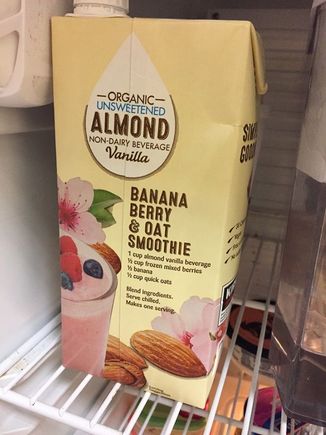 ORGANIC
UNSWEETENED
ALMOND
NON-DAIRY BEVERAGE
Vanilla
BANANA
BERRY
& OAT
SMOOTHIE
1 cup almond vanilla beverage
½ cup frozen mixed berries
½ banana
½ cup quick oats
Blend ingredients.
Serve chilled.
Makes one serving.